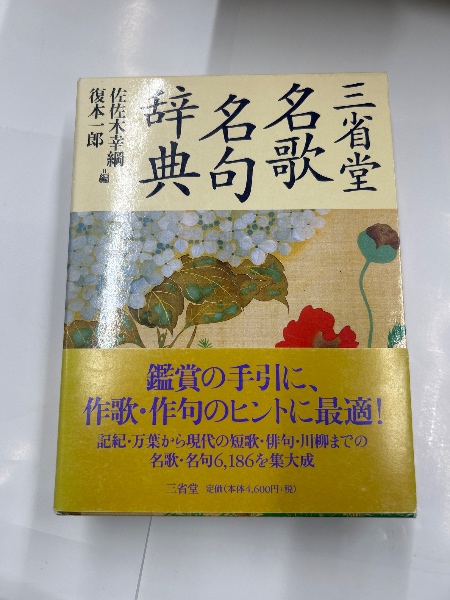 三省堂
名歌
名句
辞典
佐佐木幸綱
復本一郎
=編
鑑賞の手引に、
作歌・作句のヒントに最適!
記紀・万葉から現代の短歌・俳句・川柳までの
名歌・名句6,186を集大成
三省堂 定価(本体4,600円+税)